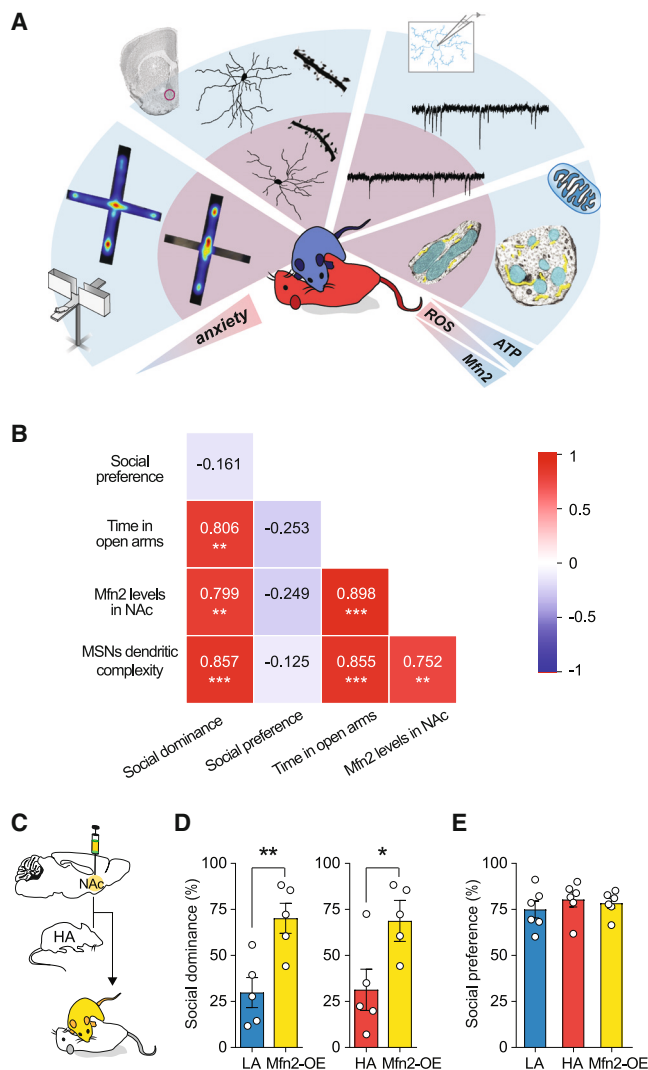 A
anxiety
ROS
ATP
Mfn2
B
Social
preference
-0.161
Time in
open arms
0.806
**
-0.253
Mfn2 levels
in NAc
0.799
**
-0.249
0.898
***
MSNs dendritic
complexity
0.857
***
-0.125
0.855
***
0.752
**
Social dominance
Social preference
Time in open arms
Mfn2 levels in NAc
1
0.5
0
-0.5
-1
C
NAc
HA
D
Social dominance (%)
100
75
50
25
0
**
LA
Mfn2-OE
100
75
50
25
0
*
HA
Mfn2-OE
E
Social preference (%)
100
75
50
25
0
LA
HA
Mfn2-OE